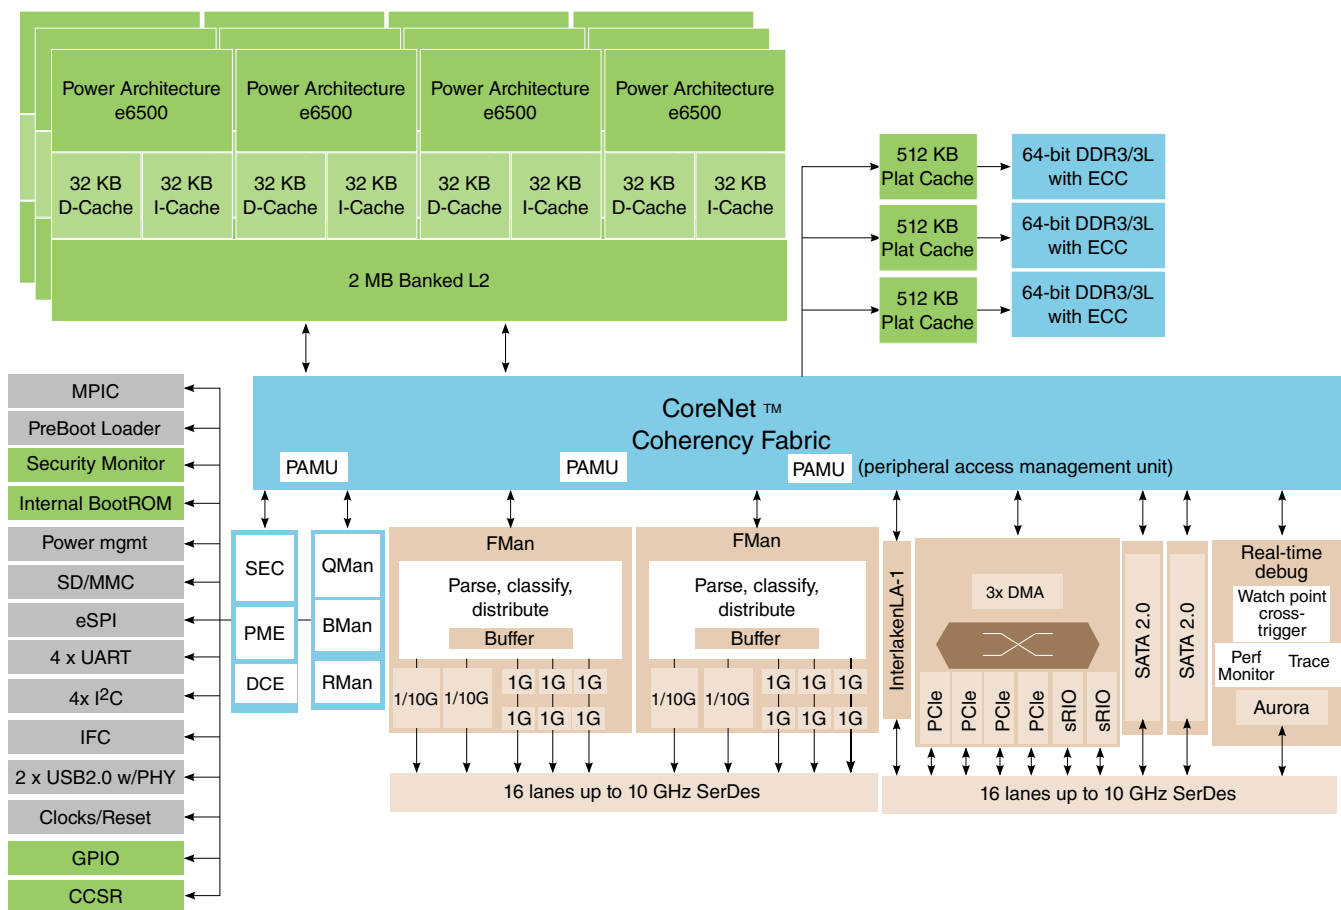 Power Architecture
e6500
Power Architecture
e6500
Power Architecture
e6500
Power Architecture
e6500
32 KB
D-Cache
32 KB
I-Cache
32 KB
D-Cache
32 KB
I-Cache
32 KB
D-Cache
32 KB
I-Cache
32 KB
D-Cache
32 KB
I-Cache
2 MB Banked L2
512 KB
Plat Cache
64-bit DDR3/3L
with ECC
512 KB
Plat Cache
64-bit DDR3/3L
with ECC
512 KB
Plat Cache
64-bit DDR3/3L
with ECC
MPIC
PreBoot Loader
Security Monitor
Internal BootROM
Power mgmt
SD/MMC
eSPI
4 x UART
4x I²C
IFC
2 x USB2.0 w/PHY
Clocks/Reset
GPIO
CCSR
CoreNet ™
Coherency Fabric
PAMU
PAMU
PAMU (peripheral access management unit)
SEC
PME
DCE
QMan
BMan
RMan
FMan
Parse, classify,
distribute
Buffer
1/10G
1/10G
1G
1G
1G
1G
1G
1G
FMan
Parse, classify,
distribute
Buffer
1/10G
1/10G
1G
1G
1G
1G
1G
1G
16 lanes up to 10 GHz SerDes
InterlakenLA-1
3x DMA
PCIe
PCIe
PCIe
PCIe
sRIO
sRIO
SATA 2.0
SATA 2.0
Real-time
debug
Watch point
cross-
trigger
Perf
Monitor
Trace
Aurora
16 lanes up to 10 GHz SerDes